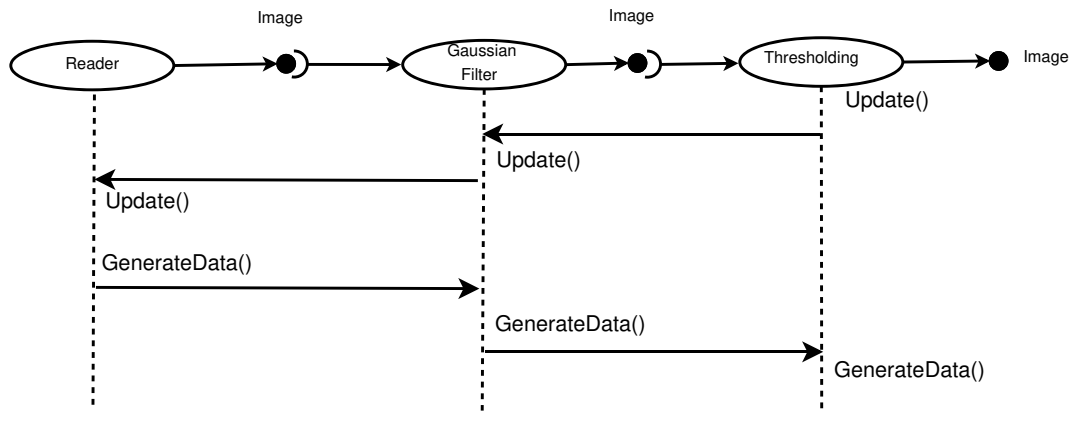 Image
Image
Reader
Gaussian
Filter
Thresholding
Image
Update()
Update()
Update()
GenerateData()
GenerateData()
GenerateData()